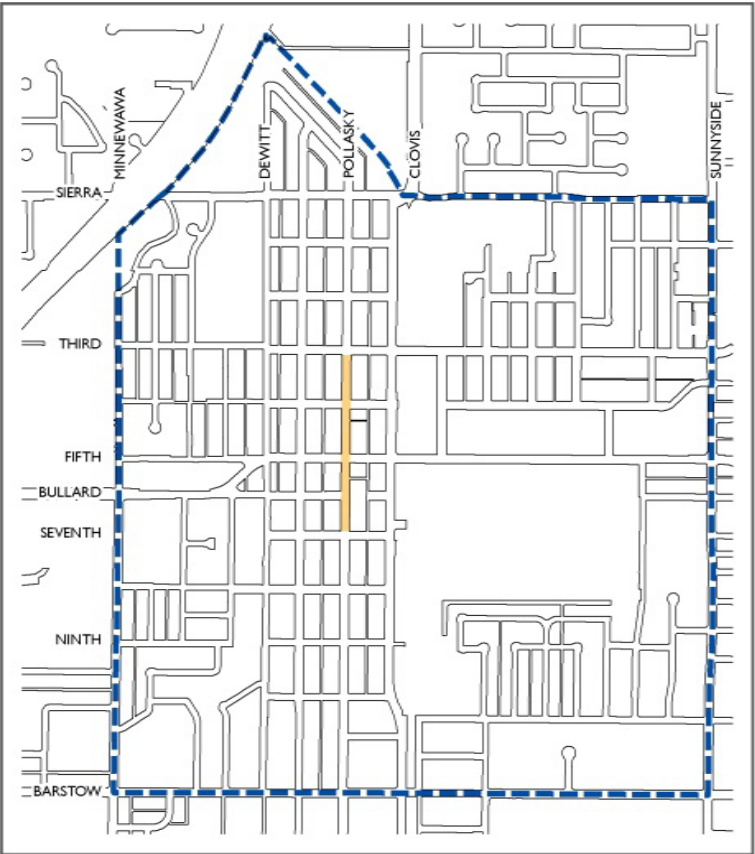 MINNEWAWA
DEWITT
POLLASKY
CLOVIS
SUNNYSIDE
SIERRA
THIRD
FIFTH
BULLARD
SEVENTH
NINTH
BARSTOW